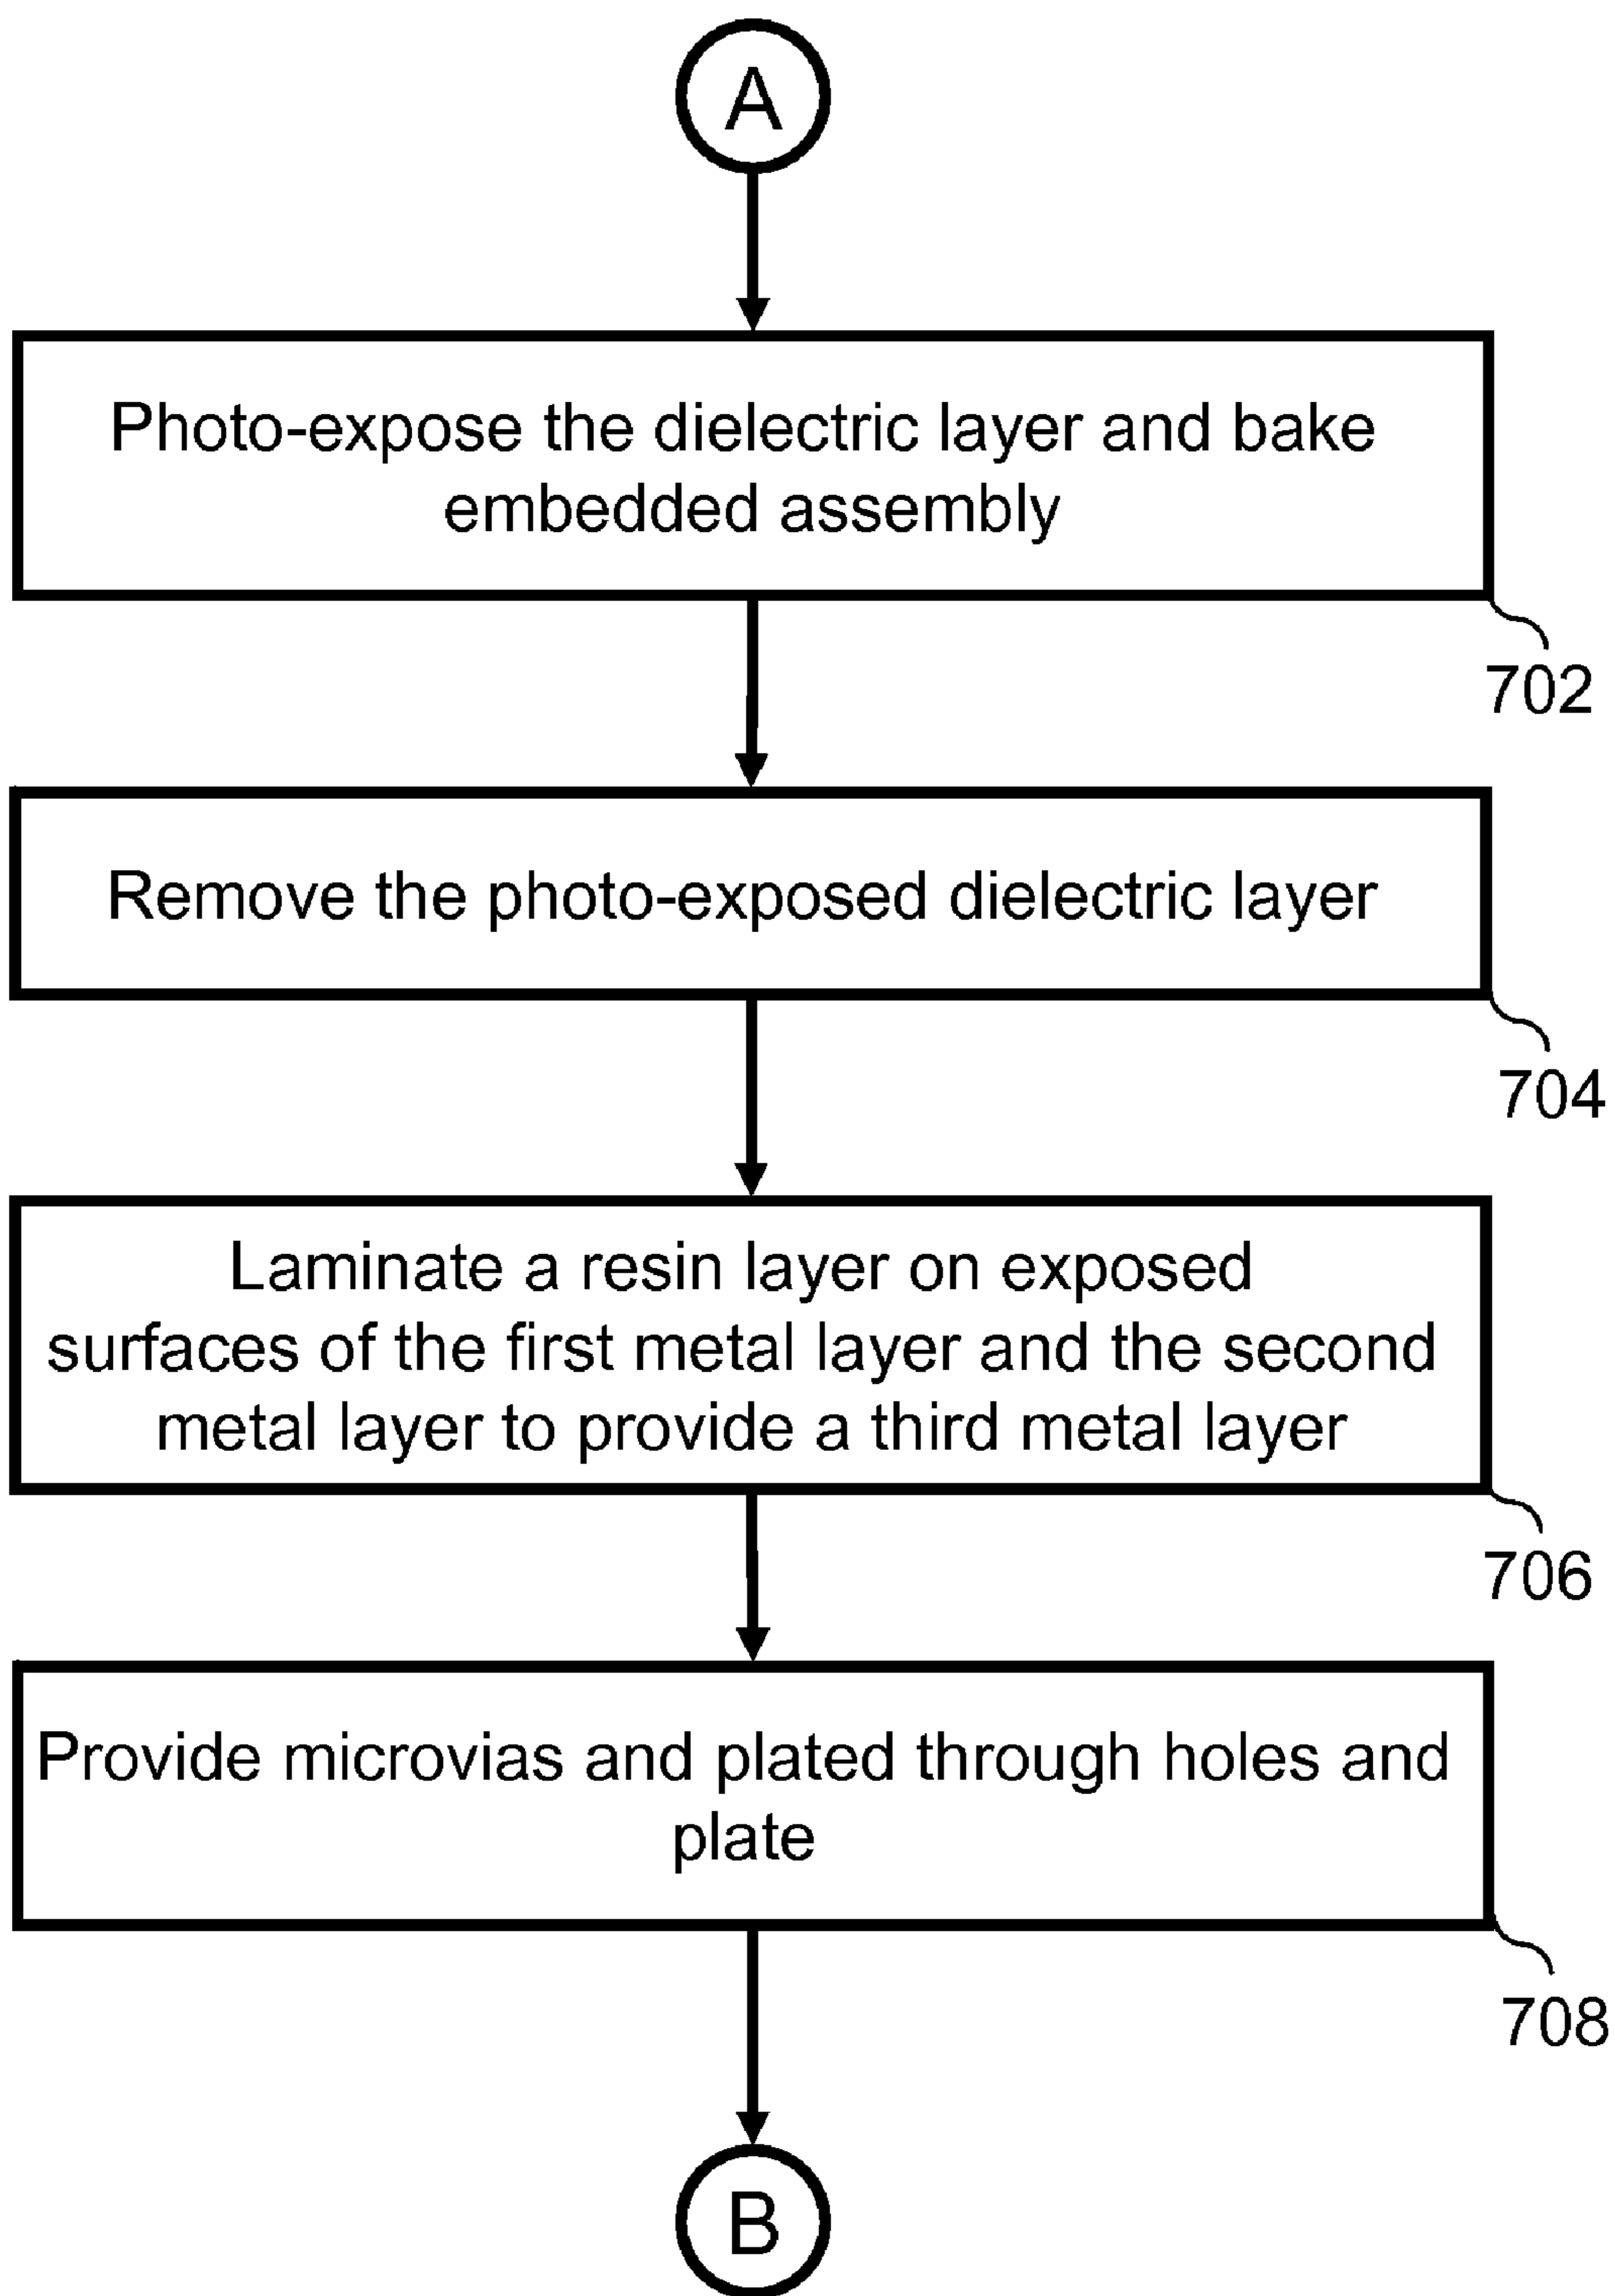 A
Photo-expose the dielectric layer and bake
embedded assembly
702
Remove the photo-exposed dielectric layer
704
Laminate a resin layer on exposed
surfaces of the first metal layer and the second
metal layer to provide a third metal layer
706
Provide microvias and plated through holes and
plate
708
B